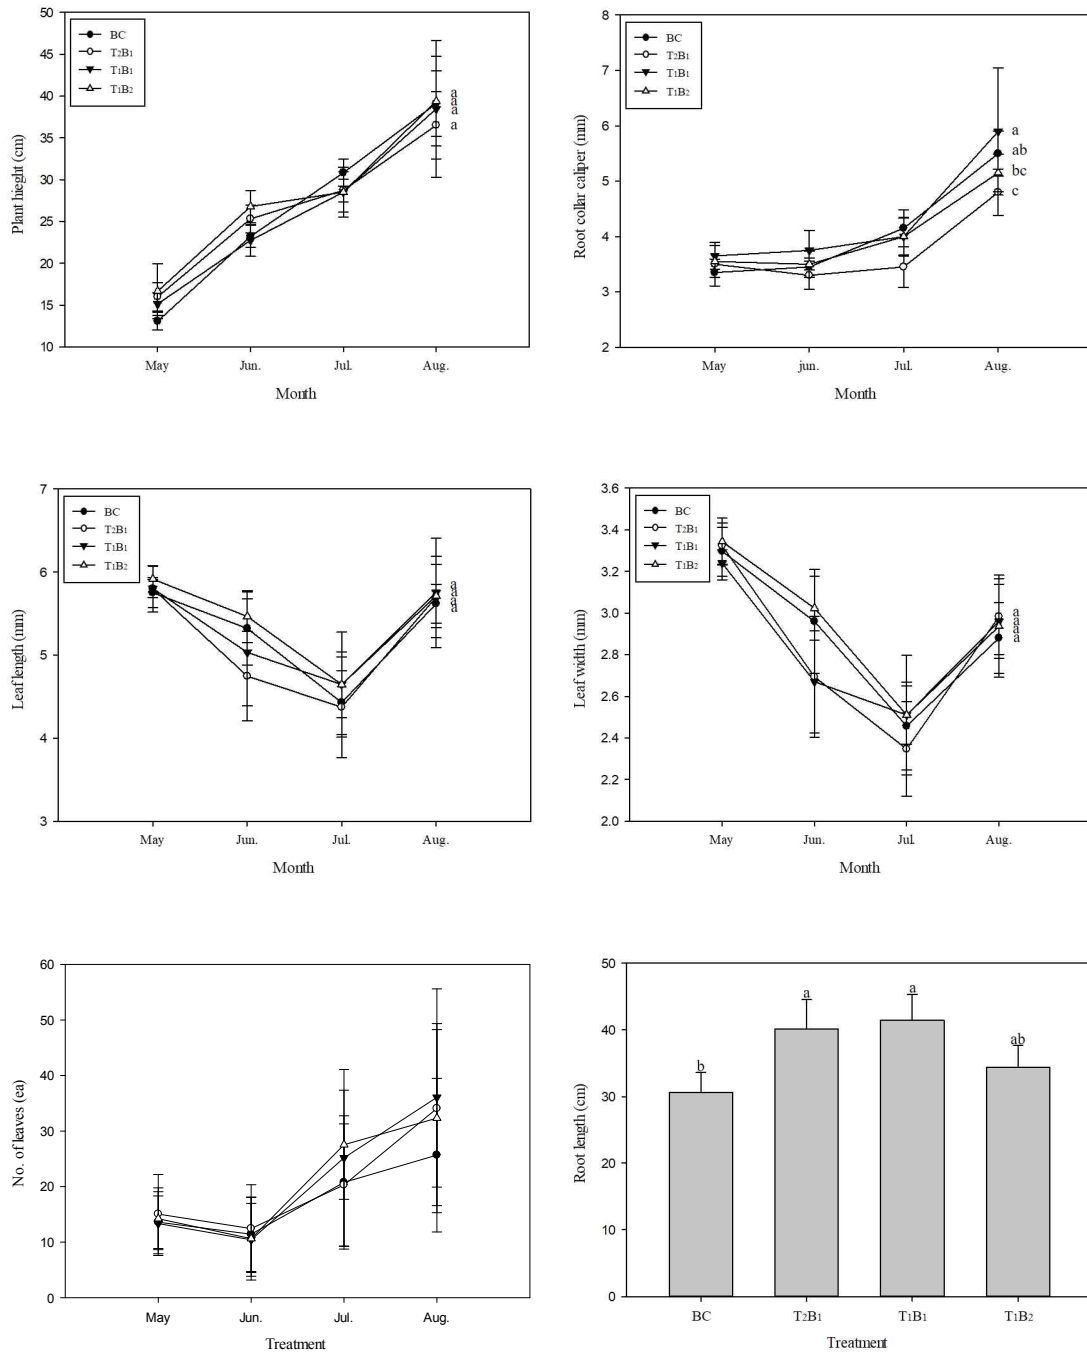 50
45
40
35
30
25
20
15
10
Plant hieght (cm)
BC
T2B1
T1B1
T1B2
a
a
a
a
May
Jun.
Jul.
Aug.
Month
8
7
6
5
4
3
2
Root collar caliper (mm)
BC
T2B1
T1B1
T1B2
a
ab
bc
c
May
jun.
Jul.
Aug.
Month
7
6
5
4
3
Leaf length (mm)
BC
T2B1
T1B1
T1B2
a
a
a
a
May
Jun.
Jul.
Aug.
Month
3.6
3.4
3.2
3.0
2.8
2.6
2.4
2.2
2.0
Leaf width (mm)
BC
T2B1
T1B1
T1B2
a
a
a
a
May
Jun.
Jul.
Aug.
Month
60
50
40
30
20
10
0
No. of leaves (ea)
May
Jun.
Jul.
Aug.
Treatment
50
40
30
20
10
0
Root length (cm)
b
a
a
ab
BC
T2B1
T1B1
T1B2
Treatment